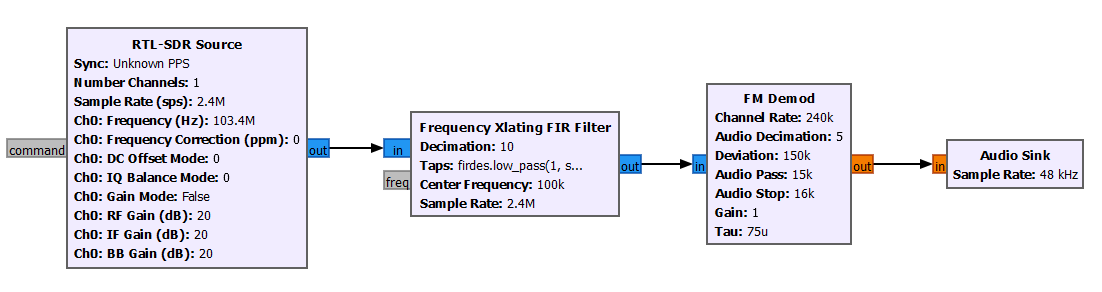 RTL-SDR Source
Sync: Unknown PPS
Number Channels: 1
Sample Rate (sps): 2.4M
Ch0: Frequency (Hz): 103.4M
Ch0: Frequency Correction (ppm): 0
Ch0: DC Offset Mode: 0
Ch0: IQ Balance Mode: 0
Ch0: Gain Mode: False
Ch0: RF Gain (dB): 20
Ch0: IF Gain (dB): 20
Ch0: BB Gain (dB): 20
command
out
Frequency Xlating FIR Filter
Decimation: 10
Taps: firdes.low_pass(1, s...
Center Frequency: 100k
Sample Rate: 2.4M
in
freq
out
FM Demod
Channel Rate: 240k
Audio Decimation: 5
Deviation: 150k
Audio Pass: 15k
Audio Stop: 16k
Gain: 1
Tau: 75u
in
out
Audio Sink
Sample Rate: 48 kHz
in